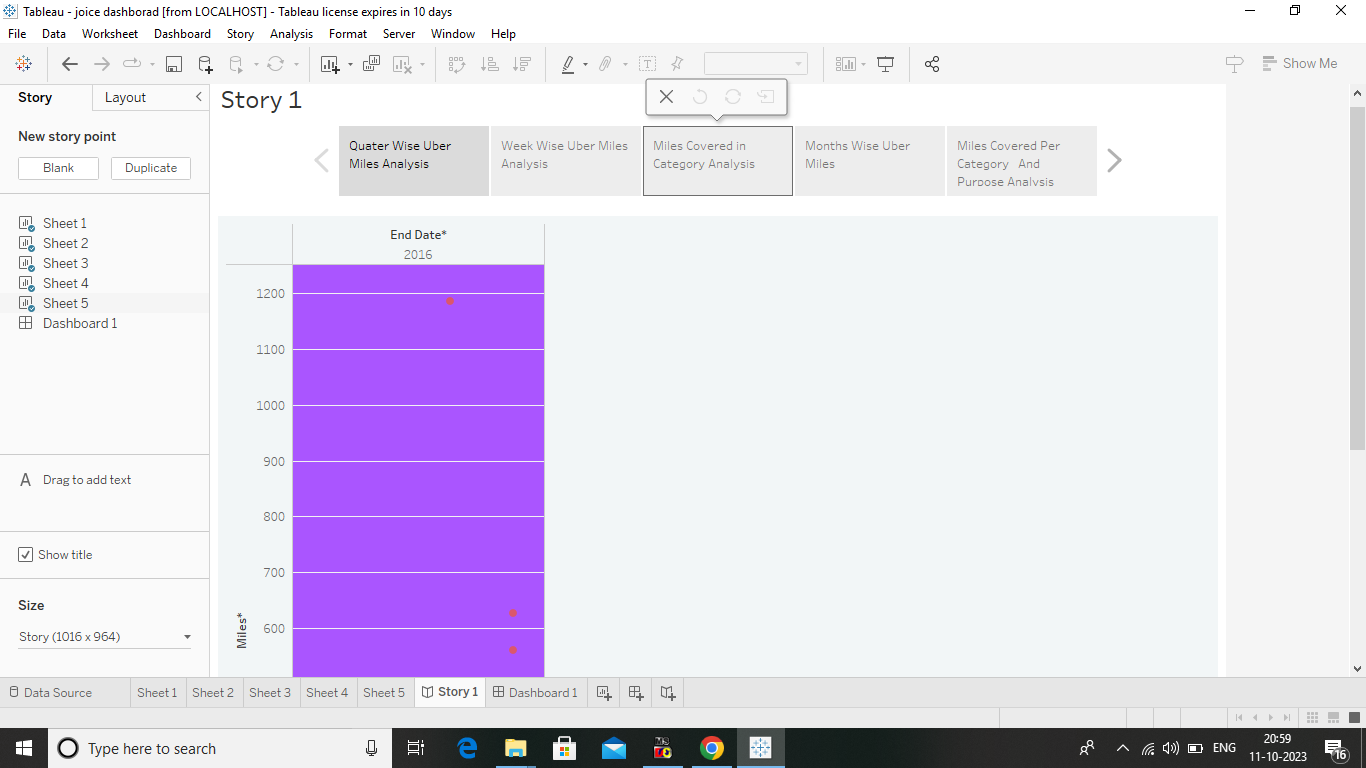 Tableau - joice dashborad [from LOCALHOST] - Tableau license expires in 10 days
File Data Worksheet Dashboard Story Analysis Format Server Window Help
Show Me
Story Layout
New story point
Blank Duplicate
Sheet 1
Sheet 2
Sheet 3
Sheet 4
Sheet 5
Dashboard 1
A Drag to add text
Show title
Size
Story (1016 x 964)
Story 1
Quater Wise Uber
Miles Analysis
Week Wise Uber Miles
Analysis
Miles Covered in
Category Analysis
Months Wise Uber
Miles
Miles Covered Per
Category And
Purpose Analysis
End Date*
2016
1200
1100
1000
900
800
700
600
Miles*
Data Source Sheet 1 Sheet 2 Sheet 3 Sheet 4 Sheet 5 Story 1 Dashboard 1
Type here to search
ENG
20:59
11-10-2023
16